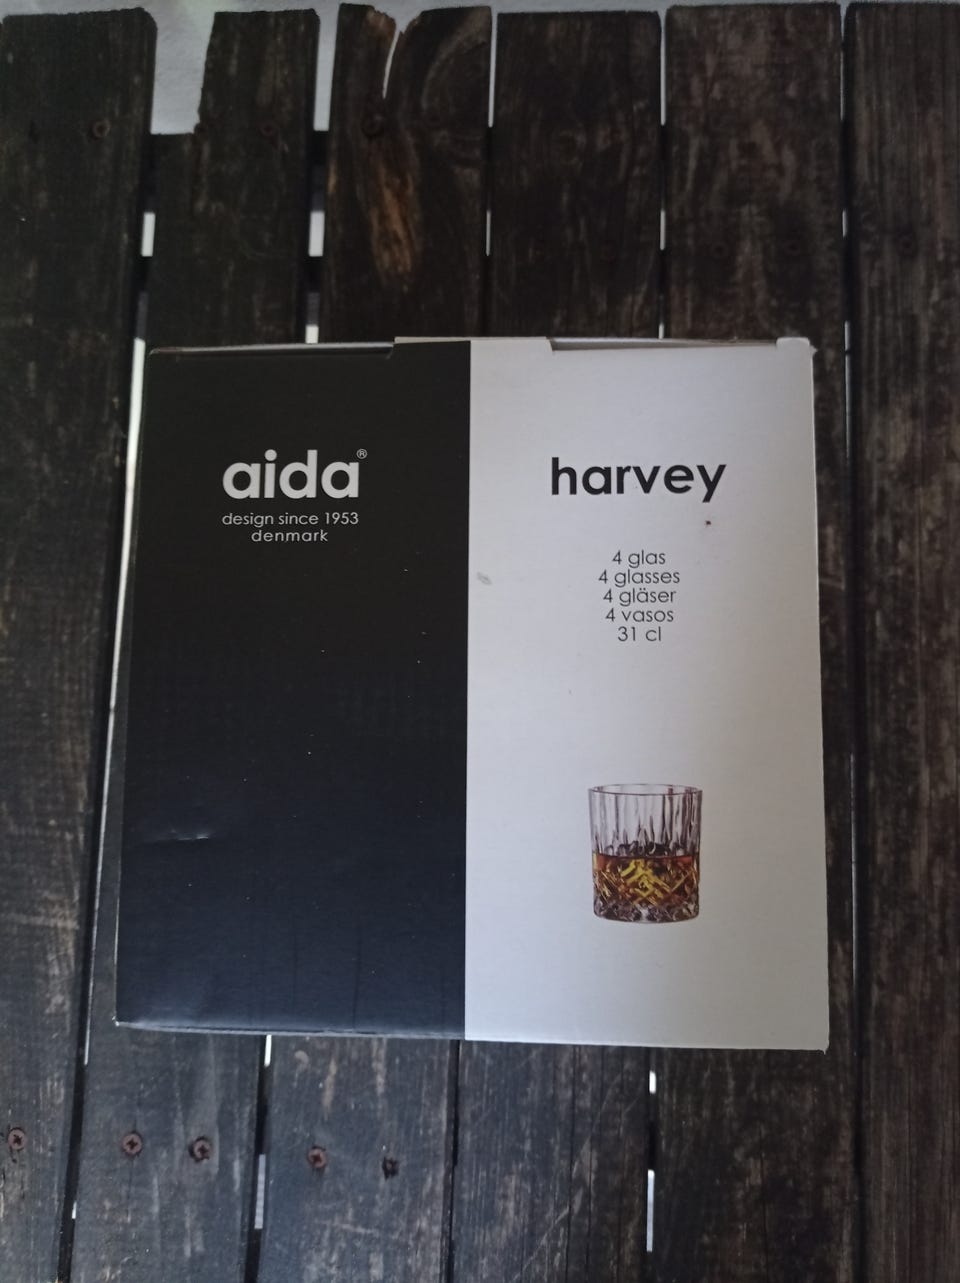 aida®
design since 1953
denmark
harvey
4 glas
4 glasses
4 gläser
4 vasos
31 cl